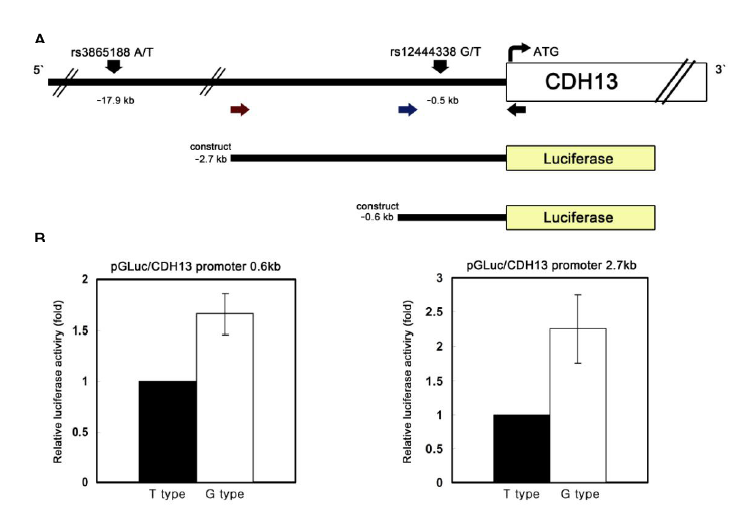 A
rs3865188 A/T
rs12444338 G/T
ATG
5`
3`
CDH13
-17.9 kb
-0.5 kb
construct
-2.7 kb
Luciferase
construct
-0.6 kb
Luciferase
B
pGLuc/CDH13 promoter 0.6kb
Relative luciferase activiry (fold)
2
1.5
1
0.5
0
T type
G type
pGLuc/CDH13 promoter 2.7kb
Relative luciferase activiry (fold)
3
2.5
2
1.5
1
0.5
0
T type
G type